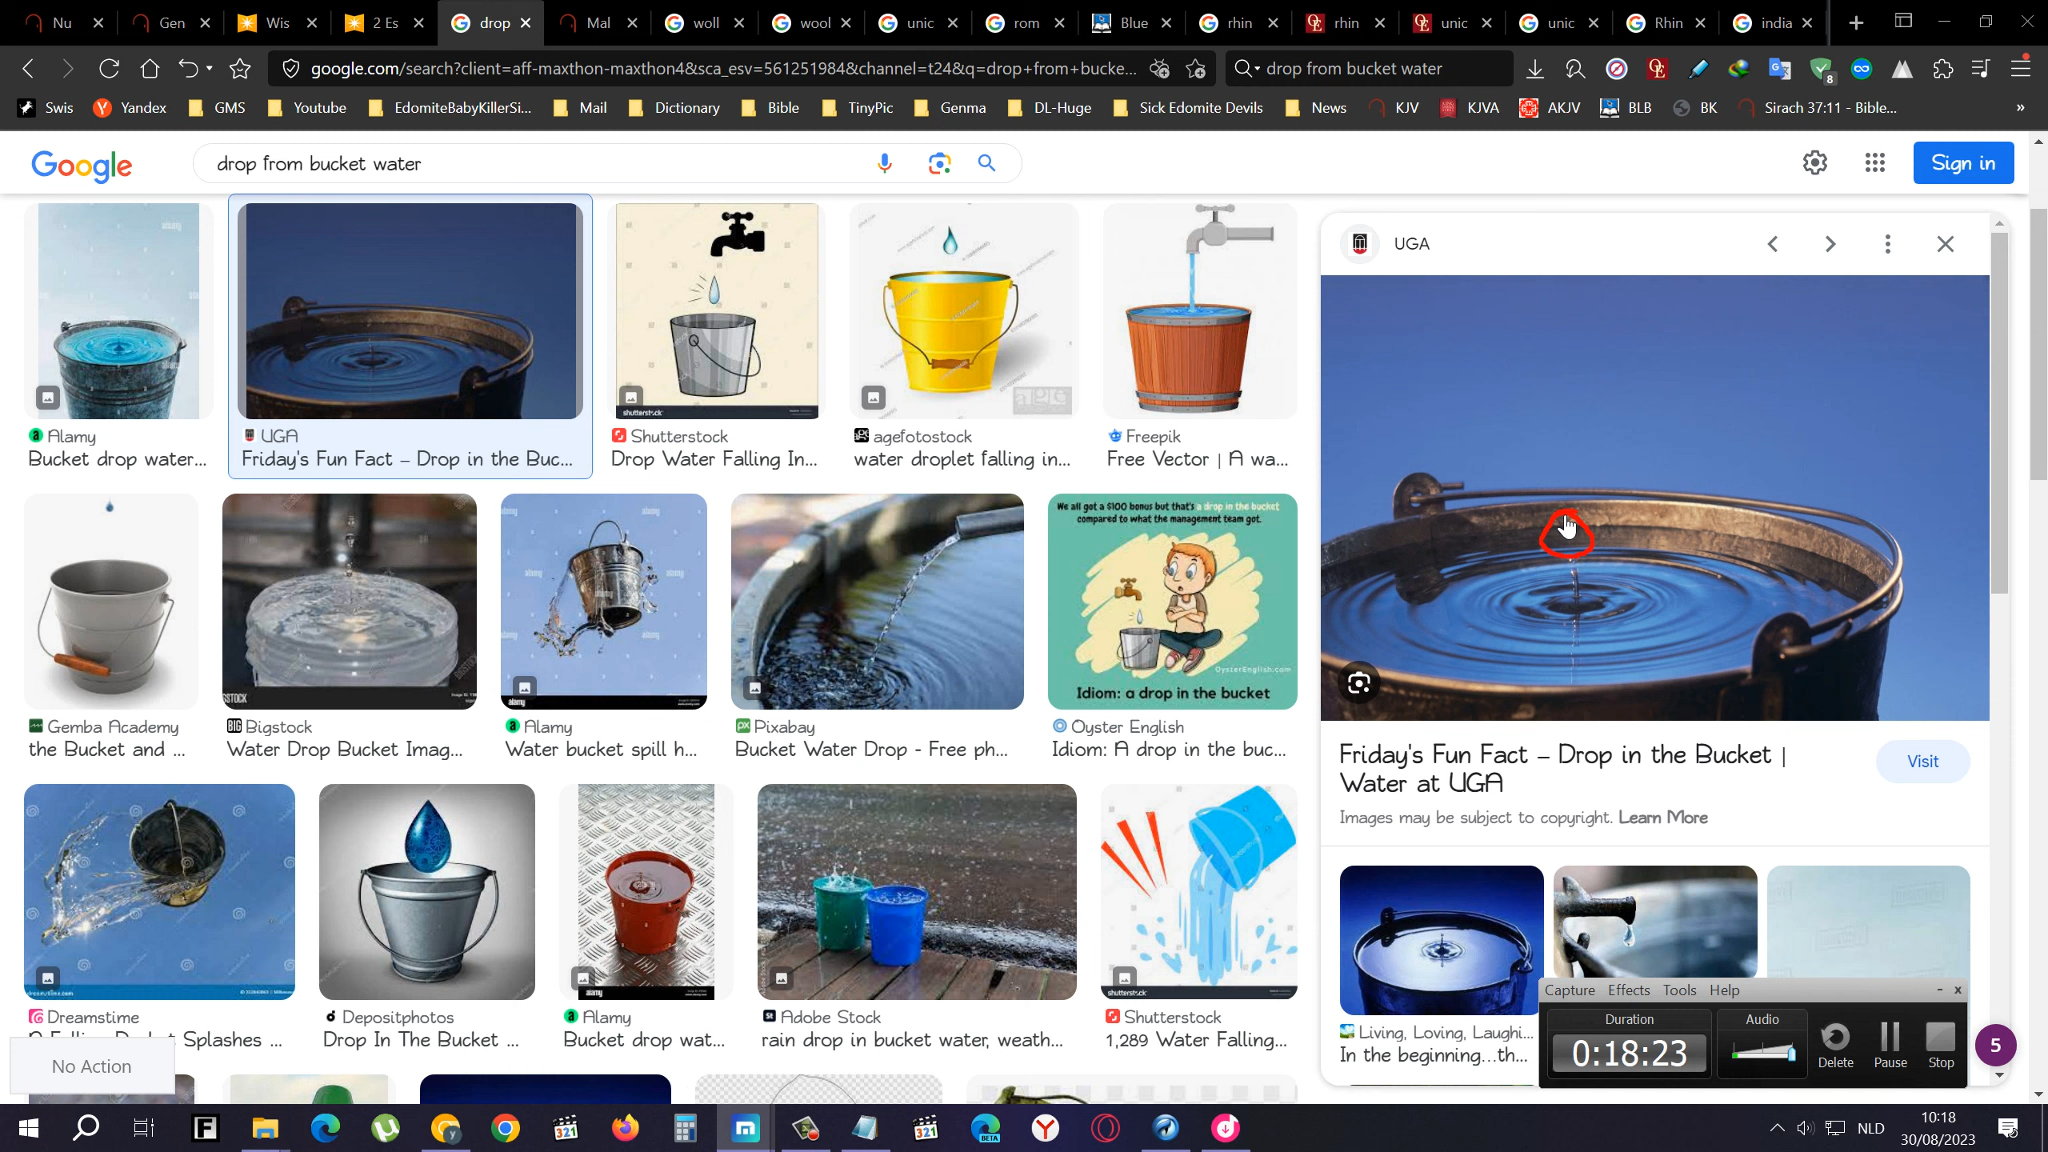 Nu Gen Wis 2 Es drop Mal woll wool unic rom Blue rhin rhin unic unic Rhin india
google.com/search?client=aff-maxthon-maxthon4&sca_esv=561251984&channel=t24&q=drop+from+bucke... drop from bucket water 8
Swis Yandex GMS Youtube EdomiteBabyKillerSi... Mail Dictionary Bible TinyPic Genma DL-Huge Sick Edomite Devils News KJV KJVA AKJV BLB BK Sirach 37:11 - Bible... »
Google drop from bucket water Sign in
UGA
Alamy
Bucket drop water...
UGA
Friday's Fun Fact – Drop in the Buc...
shutterstock
Shutterstock
Drop Water Falling In...
age
agefotostock
water droplet falling in...
Freepik
Free Vector | A wa...
Gemba Academy
the Bucket and ...
Bigstock
Water Drop Bucket Imag...
alamy
Alamy
Water bucket spill h...
Pixabay
Bucket Water Drop - Free ph...
We all got a $100 bonus but that's a drop in the bucket
compared to what the management team got.
OysterEnglish.com
Idiom: a drop in the bucket
Oyster English
Idiom: A drop in the buc...
Friday's Fun Fact – Drop in the Bucket |
Water at UGA
Visit
Images may be subject to copyright. Learn More
Dreamstime
Splashes ...
Depositphotos
Drop In The Bucket ...
alamy
Alamy
Bucket drop wat...
Adobe Stock
rain drop in bucket water, weath...
shutterstock
Shutterstock
1,289 Water Falling...
Living, Loving, Laughi...
In the beginning...th...
Capture Effects Tools Help
Duration
0:18:23
Audio
Delete Pause Stop
5
No Action
321 321 BETA NLD
10:18
30/08/2023